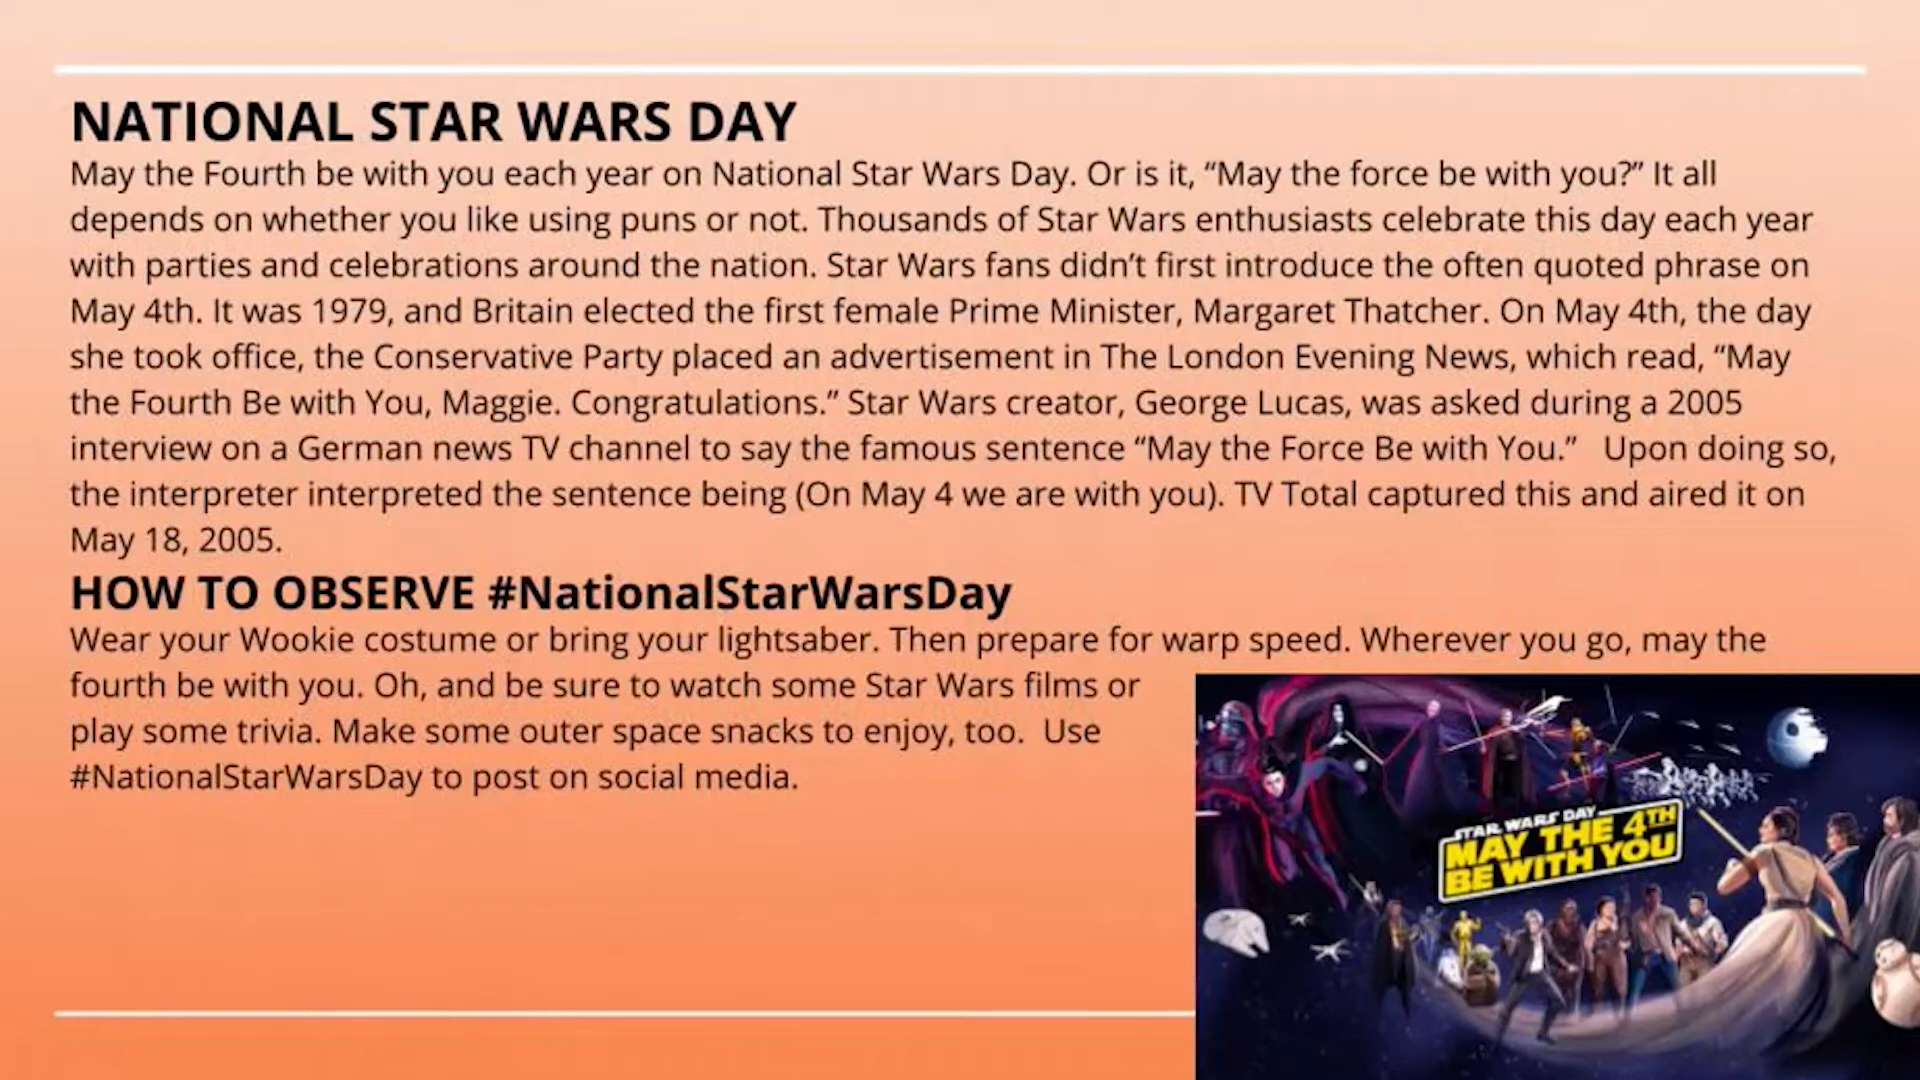 NATIONAL STAR WARS DAY
May the Fourth be with you each year on National Star Wars Day. Or is it, “May the force be with you?” It all
depends on whether you like using puns or not. Thousands of Star Wars enthusiasts celebrate this day each year
with parties and celebrations around the nation. Star Wars fans didn’t first introduce the often quoted phrase on
May 4th. It was 1979, and Britain elected the first female Prime Minister, Margaret Thatcher. On May 4th, the day
she took office, the Conservative Party placed an advertisement in The London Evening News, which read, “May
the Fourth Be with You, Maggie. Congratulations.” Star Wars creator, George Lucas, was asked during a 2005
interview on a German news TV channel to say the famous sentence “May the Force Be with You.”   Upon doing so,
the interpreter interpreted the sentence being (On May 4 we are with you). TV Total captured this and aired it on
May 18, 2005.
HOW TO OBSERVE #NationalStarWarsDay
Wear your Wookie costume or bring your lightsaber. Then prepare for warp speed. Wherever you go, may the
fourth be with you. Oh, and be sure to watch some Star Wars films or
play some trivia. Make some outer space snacks to enjoy, too.  Use
#NationalStarWarsDay to post on social media.
STAR WARS DAY
MAY THE 4TH
BE WITH YOU